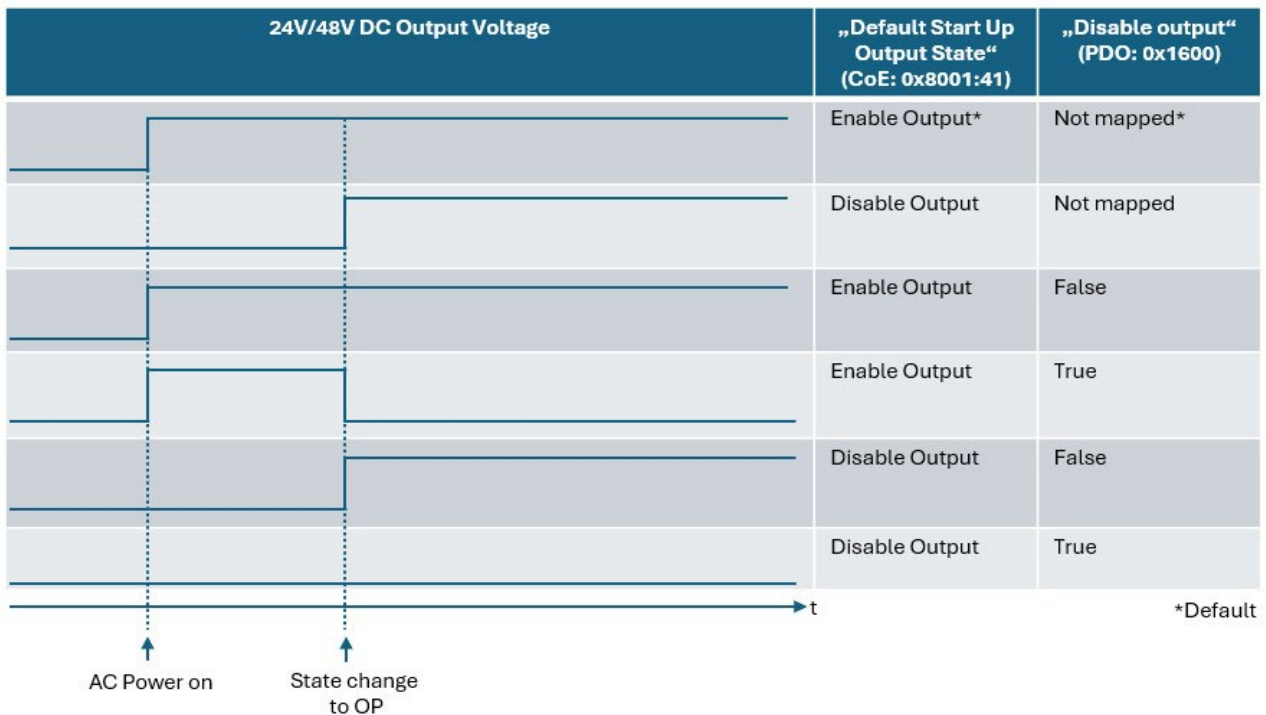 24V/48V DC Output Voltage
„Default Start Up
Output State“
(CoE: 0x8001:41)
„Disable output“
(PDO: 0x1600)
Enable Output*
Not mapped*
Disable Output
Not mapped
Enable Output
False
Enable Output
True
Disable Output
False
Disable Output
True
t
*Default
AC Power on
State change
to OP